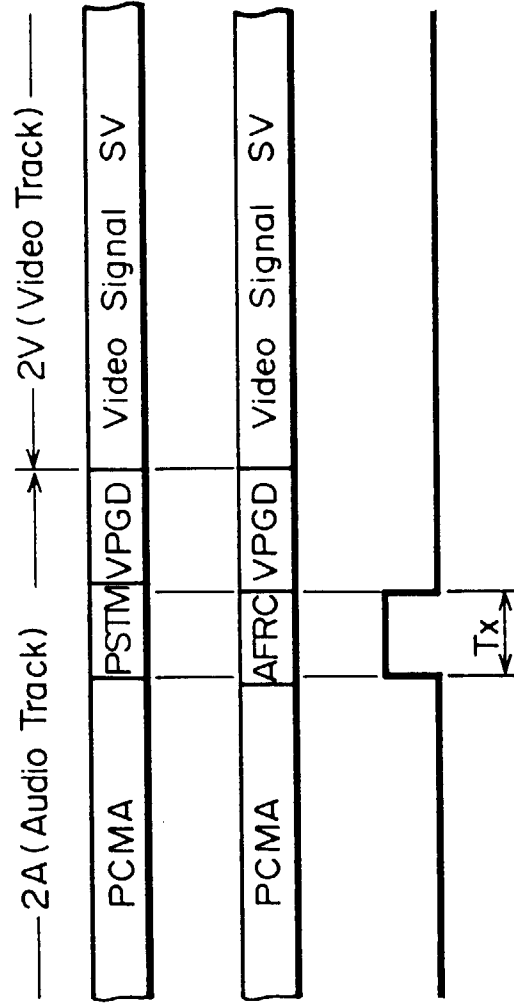 2A (Audio Track) 2V (Video Track)
PCMA PSTM VPGD Video Signal SV
PCMA AFRC VPGD Video Signal SV
Tx